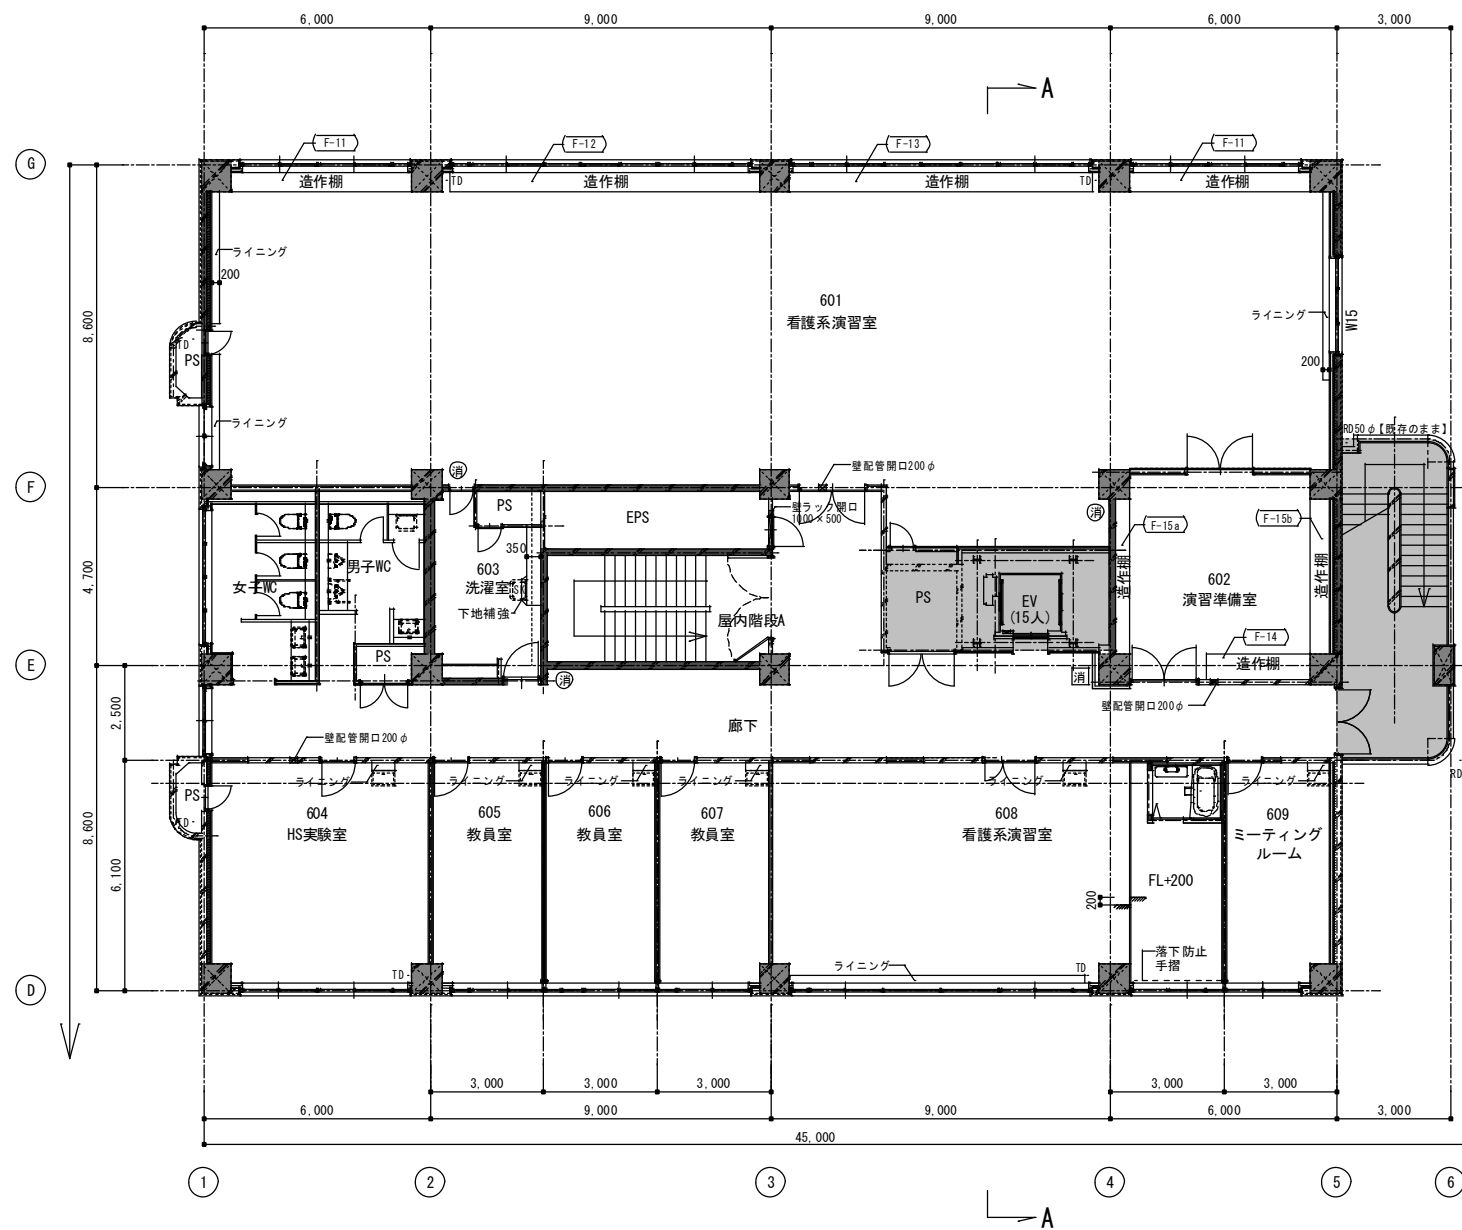 6,000 9,000 9,000 6,000 3,000
A
G
F-11 F-12 F-13 F-11
造作棚 TD 造作棚 造作棚 TD 造作棚
ライニング
200
601
看護系演習室
ライニング
W15
8,600
TD
PS
200
ライニング
RD50φ【既存のまま】
消
壁配管開口200φ
F
PS
EPS
壁ラック開口
1000×500
消
F-15a
F-15b
350
4,700
男子WC
603
洗濯室
SK
女子WC
下地補強
屋内階段A
PS
EV
(15人)
造作棚
602
演習準備室
造作棚
F-14
E
PS
消
消
造作棚
壁配管開口200φ
2,500
廊下
壁配管開口200φ
RD
ライニング ライニング ライニング ライニング ライニング ライニング
PS
TD
604
HS実験室
605
教員室
606
教員室
607
教員室
608
看護系演習室
609
ミーティング
ルーム
8,600
6,100
FL+200
200
落下防止
手摺
TD
ライニング
TD
D
3,000 3,000 3,000 3,000 3,000
6,000 9,000 9,000 6,000 3,000
45,000
1 2 3 4 5 6
A